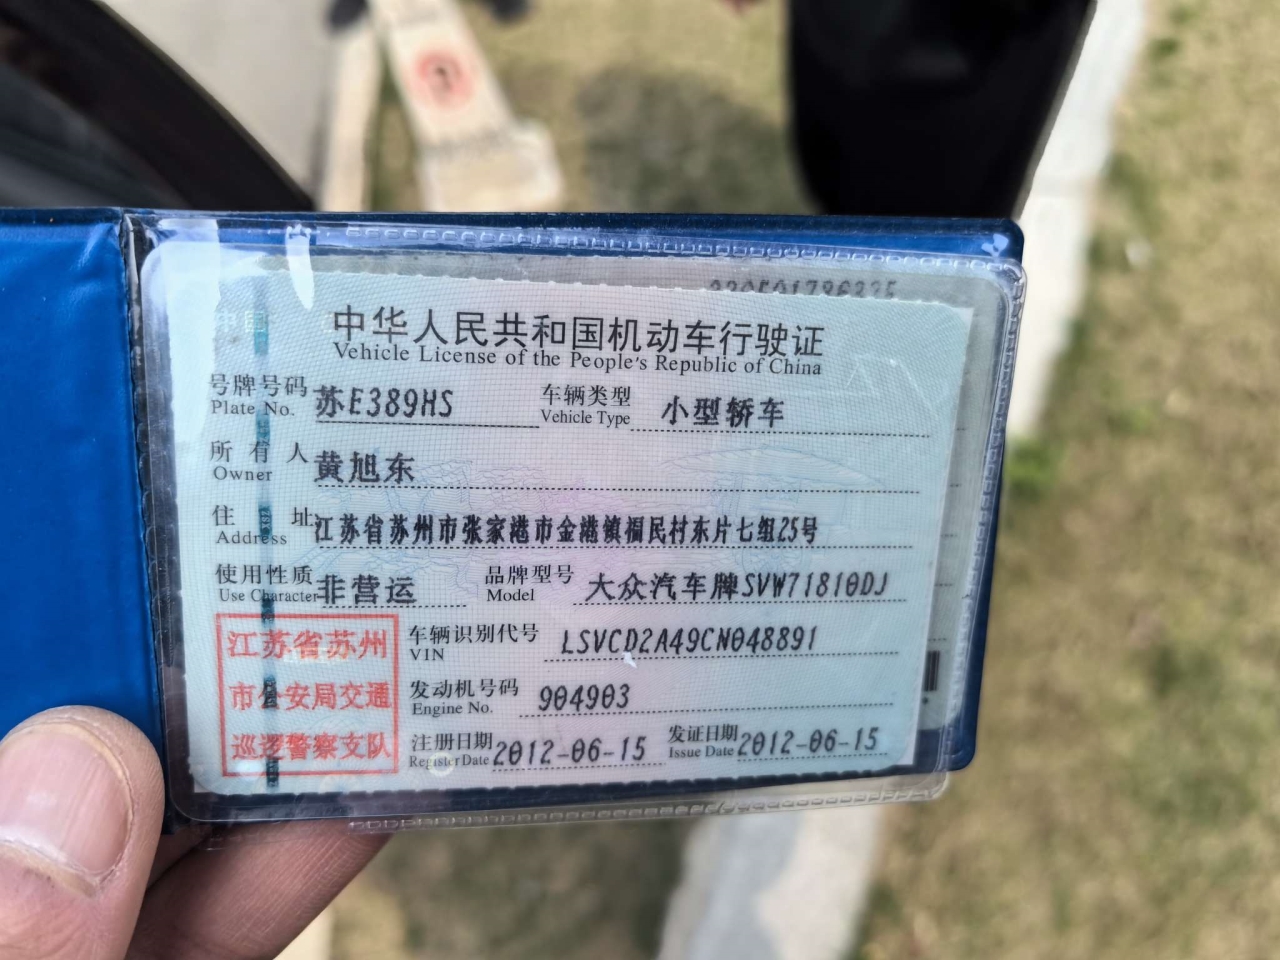 中华人民共和国机动车行驶证
Vehicle License of the People's Republic of China
号牌号码 苏E389HS 车辆类型 小型轿车
Plate No. Vehicle Type
所有人 黄旭东
Owner
住址 江苏省苏州市张家港市金港镇福民村东片七组25号
Address
使用性质 非营运 品牌型号 大众汽车牌SVW71810DJ
Use Character Model
江苏省苏州 车辆识别代号 LSVCD2A49CN048891
VIN
市公安局交通 发动机号码 904903
Engine No.
巡逻警察支队 注册日期 2012-06-15 发证日期 2012-06-15
Register Date Issue Date